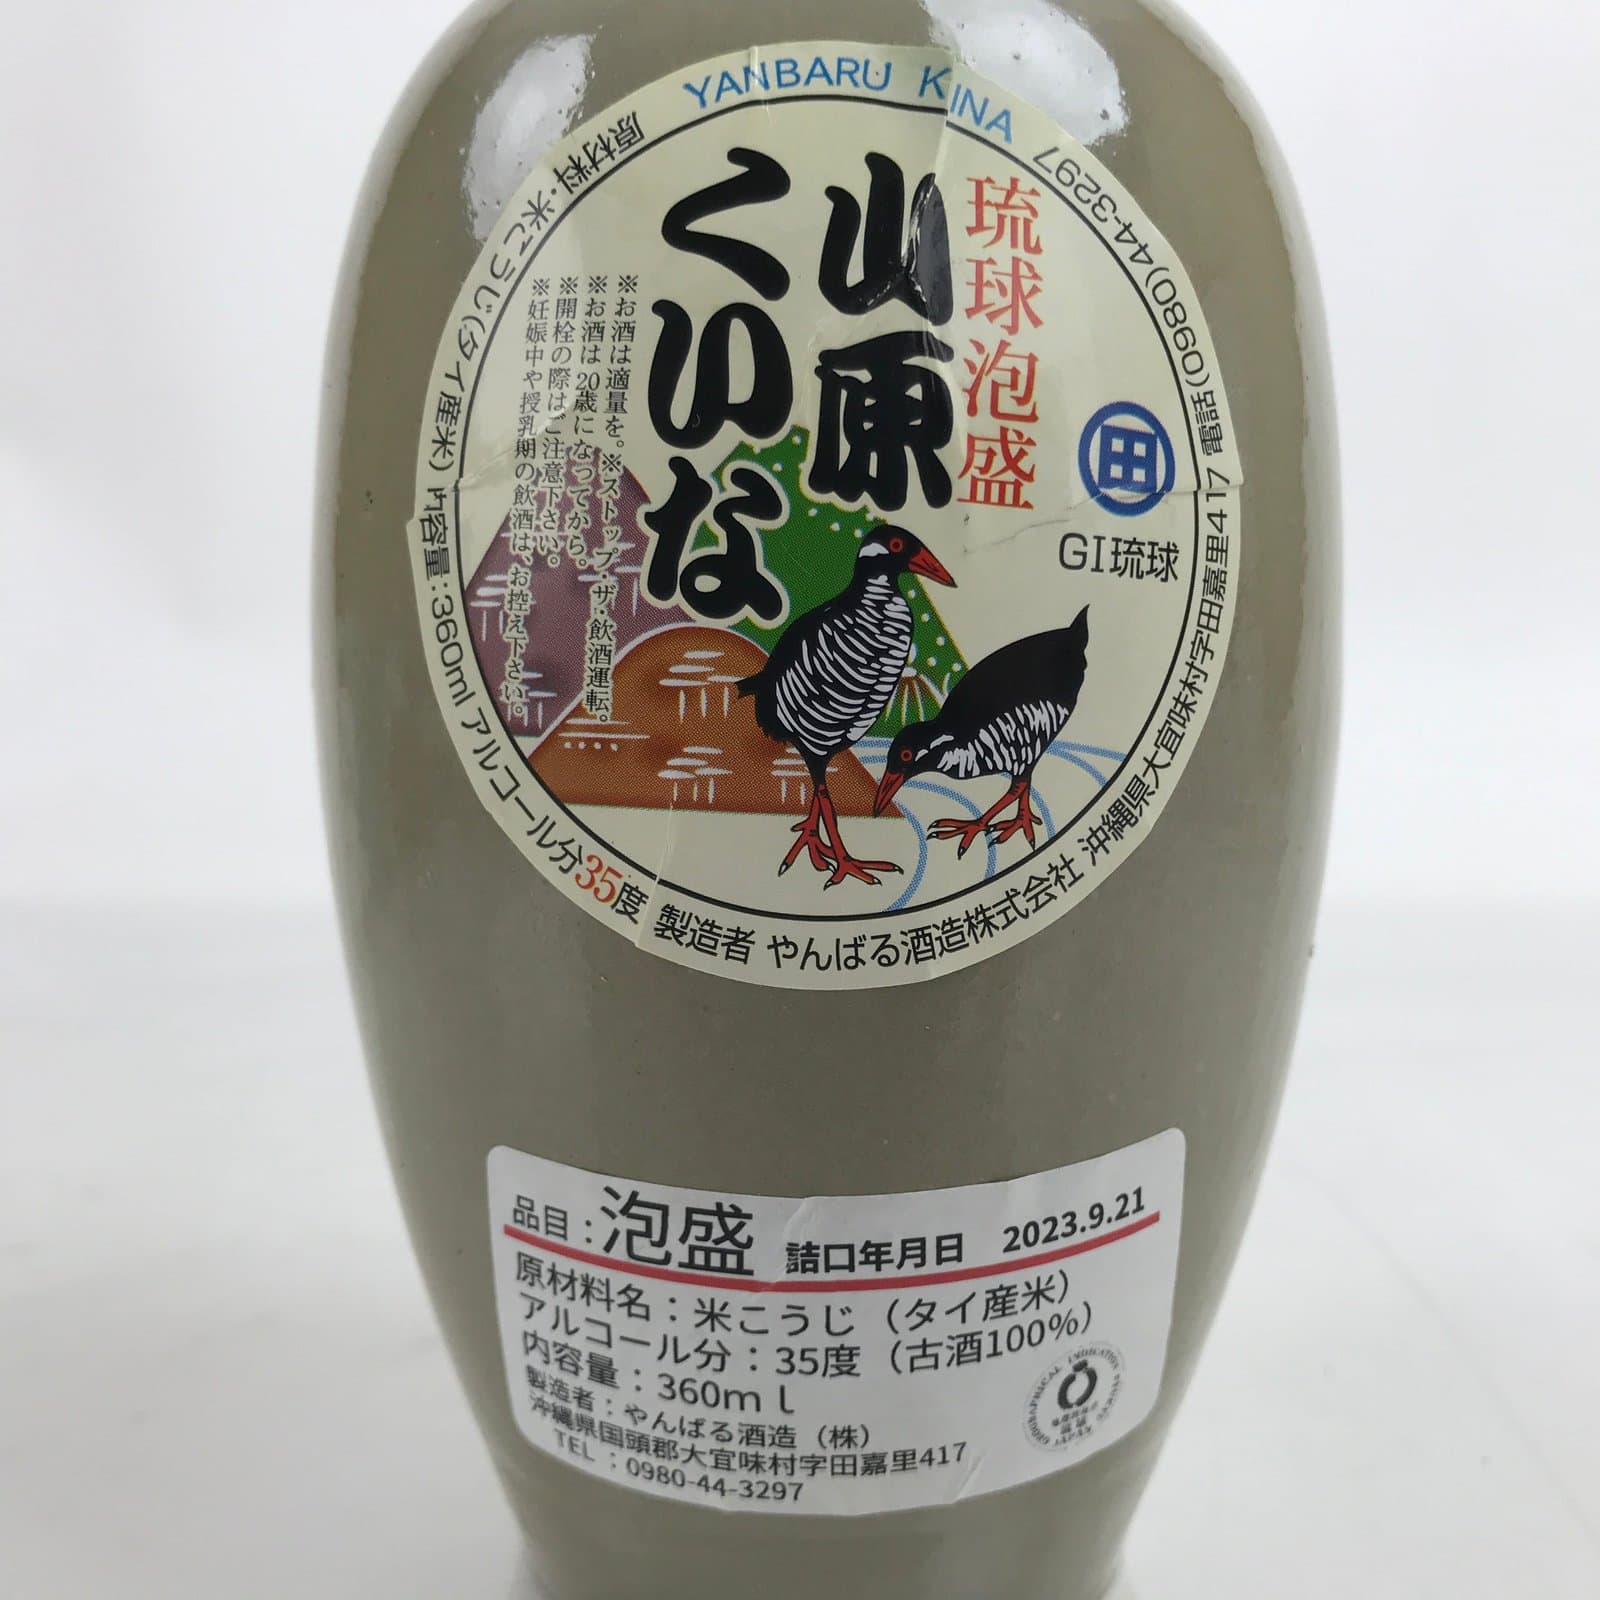 YANBARU KINA
琉球泡盛
山原
くいな
田
GI琉球
※お酒は適量を。※ストップ・ザ・飲酒運転。
※お酒は20歳になってから。
※開栓の際はご注意下さい。
※妊娠中や授乳期の飲酒は、お控え下さい。
原材料・米こうじ(タイ産米) 内容量:360ml アルコール分35度 製造者 やんばる酒造株式会社 沖縄県大宜味村字田嘉里417 電話(0980)44-3297
品目:泡盛 詰口年月日 2023.9.21
原材料名:米こうじ(タイ産米)
アルコール分:35度(古酒100%)
内容量:360ml
製造者:やんばる酒造(株)
沖縄県国頭郡大宜味村字田嘉里417
TEL:0980-44-3297
GEOGRAPHICAL INDICATION